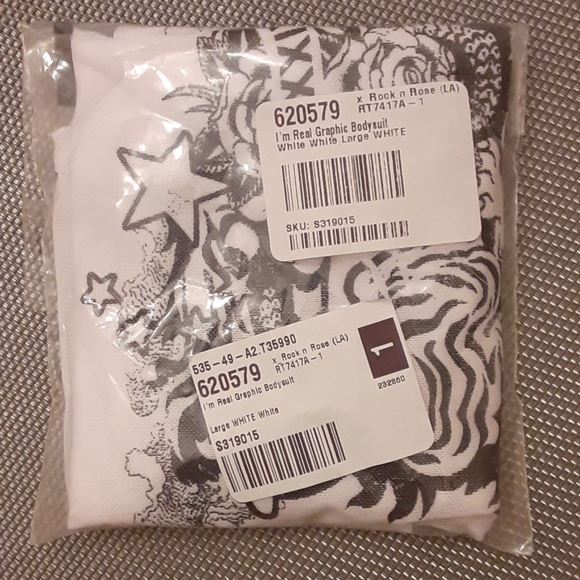 620579
x Rock n Rose (LA)
RT7417A-1
I'm Real Graphic Bodysuit
White White Large WHITE
SKU: S319015
535-49-A2.T35990
620579
x Rock n Rose (LA)
RT7417A-1
I'm Real Graphic Bodysuit
1
232860
Large WHITE White
S319015